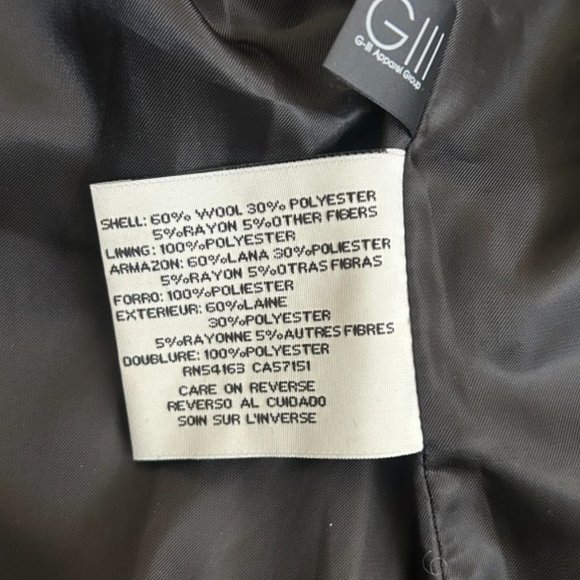 GIII
G-III Apparel Group
SHELL: 60% WOOL 30% POLYESTER
5%RAYON 5%OTHER FIBERS
LINING: 100%POLYESTER
ARMAZON: 60%LANA 30%POLIESTER
5%RAYON 5%OTRAS FIBRAS
FORRO: 100%POLIESTER
EXTERIEUR: 60%LAINE
30%POLYESTER
5%RAYONNE 5%AUTRES FIBRES
DOUBLURE: 100%POLYESTER
RN54163 CA57151
CARE ON REVERSE
REVERSO AL CUIDADO
SOIN SUR L'INVERSE